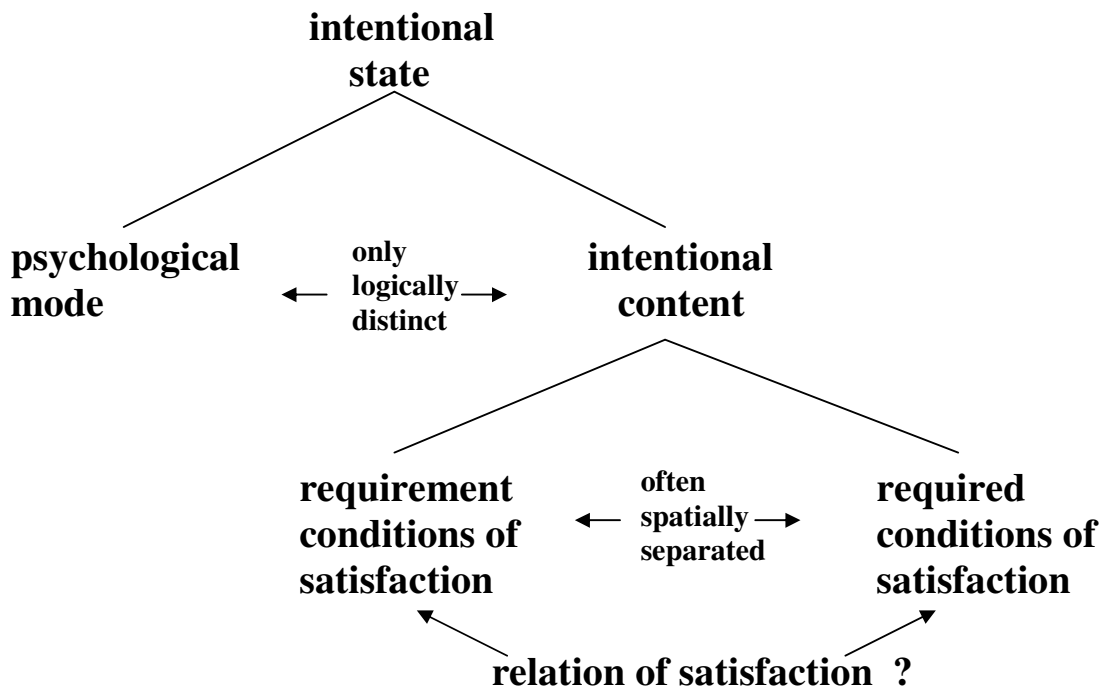 intentional
state
psychological
mode
only
logically
distinct
intentional
content
requirement
conditions of
satisfaction
often
spatially
separated
required
conditions of
satisfaction
relation of satisfaction ?